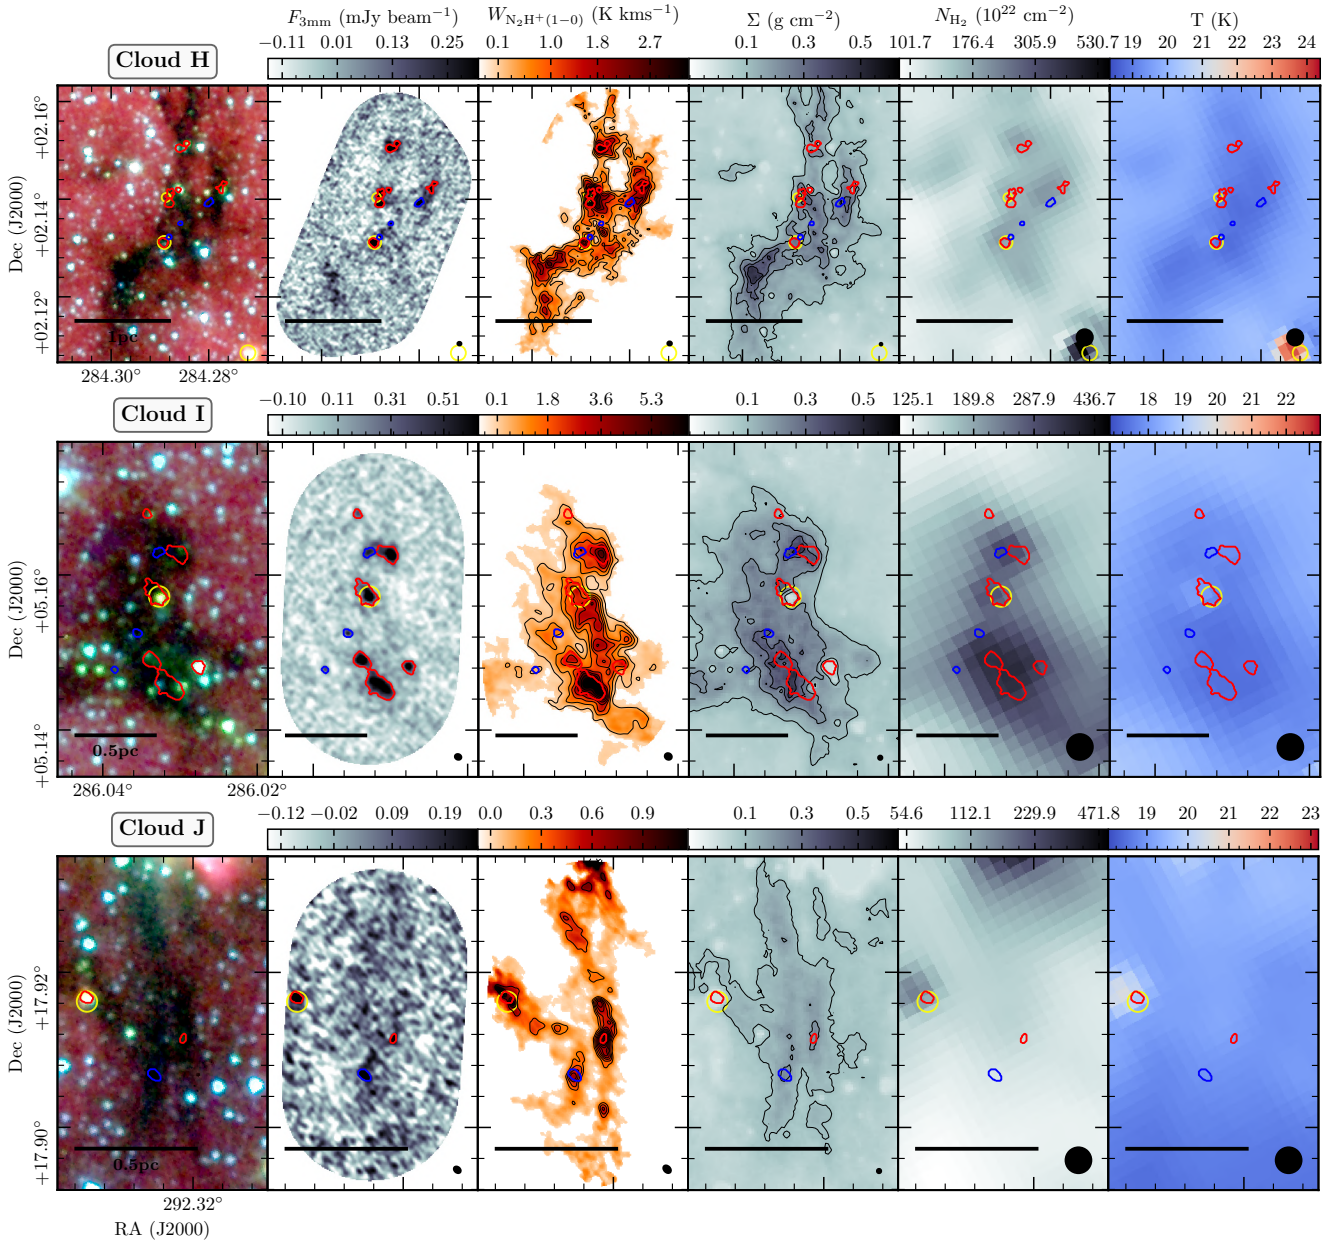 F3mm (mJy beam−1) WN2H+(1−0) (K kms−1) Σ (g cm−2) NH2 (10^22 cm−2) T (K)
Cloud H
−0.11 0.01 0.13 0.25 0.1 1.0 1.8 2.7 0.1 0.3 0.5 101.7 176.4 305.9 530.7 19 20 21 22 23 24
Dec (J2000)
+02.16°
+02.14°
+02.12°
1pc
284.30° 284.28°
Cloud I
−0.10 0.11 0.31 0.51 0.1 1.8 3.6 5.3 0.1 0.3 0.5 125.1 189.8 287.9 436.7 18 19 20 21 22
Dec (J2000)
+05.16°
+05.14°
0.5pc
286.04° 286.02°
Cloud J
−0.12 −0.02 0.09 0.19 0.0 0.3 0.6 0.9 0.1 0.3 0.5 54.6 112.1 229.9 471.8 19 20 21 22 23
Dec (J2000)
+17.92°
+17.90°
0.5pc
292.32°
RA (J2000)